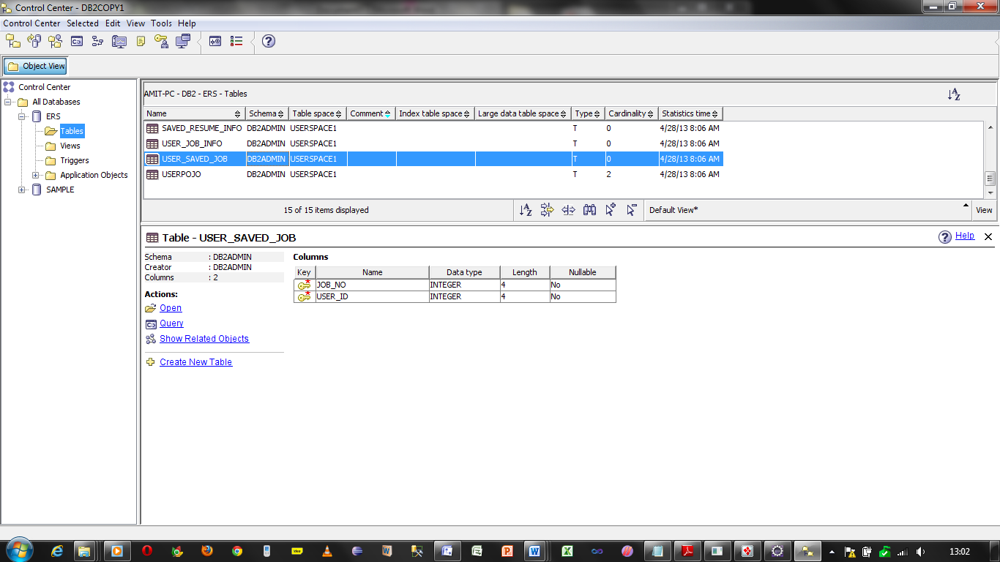 Control Center - DB2COPY1
Control Center Selected Edit View Tools Help
Object View
Control Center
All Databases
ERS
Tables
Views
Triggers
Application Objects
SAMPLE
AMIT-PC - DB2 - ERS - Tables
Name Schema Table space Comment Index table space Large data table space Type Cardinality Statistics time
SAVED_RESUME_INFO DB2ADMIN USERSPACE1 T 0 4/28/13 8:06 AM
USER_JOB_INFO DB2ADMIN USERSPACE1 T 0 4/28/13 8:06 AM
USER_SAVED_JOB DB2ADMIN USERSPACE1 T 0 4/28/13 8:06 AM
USERPOJO DB2ADMIN USERSPACE1 T 2 4/28/13 8:06 AM
15 of 15 items displayed Default View* View
Table - USER_SAVED_JOB Help
Schema : DB2ADMIN
Creator : DB2ADMIN
Columns : 2
Actions:
Open
Query
Show Related Objects
Create New Table
Columns
Key Name Data type Length Nullable
JOB_NO INTEGER 4 No
USER_ID INTEGER 4 No
13:02